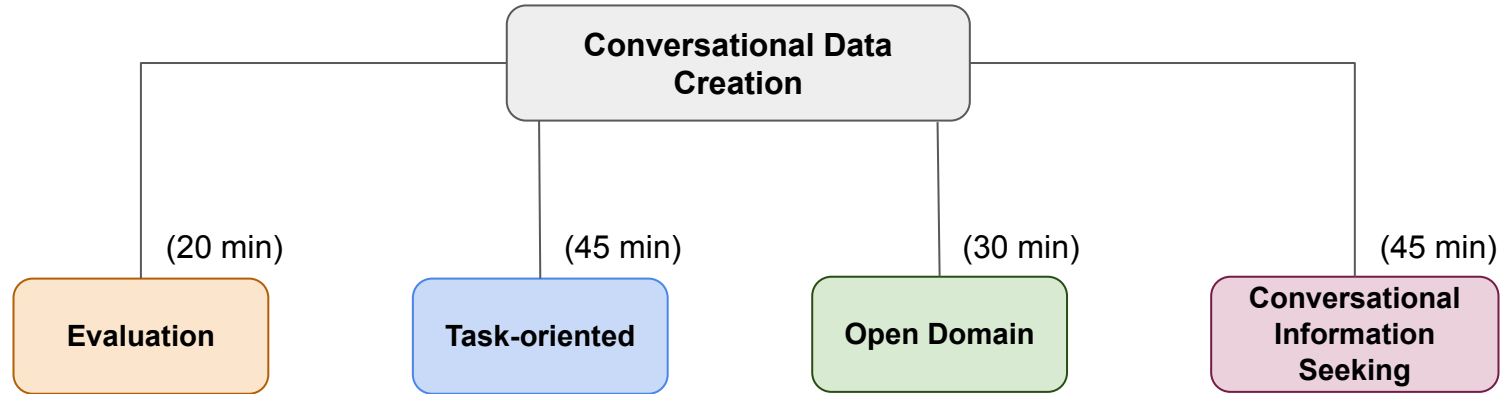 Conversational Data
Creation
(20 min)
(45 min)
(30 min)
(45 min)
Evaluation
Task-oriented
Open Domain
Conversational
Information
Seeking